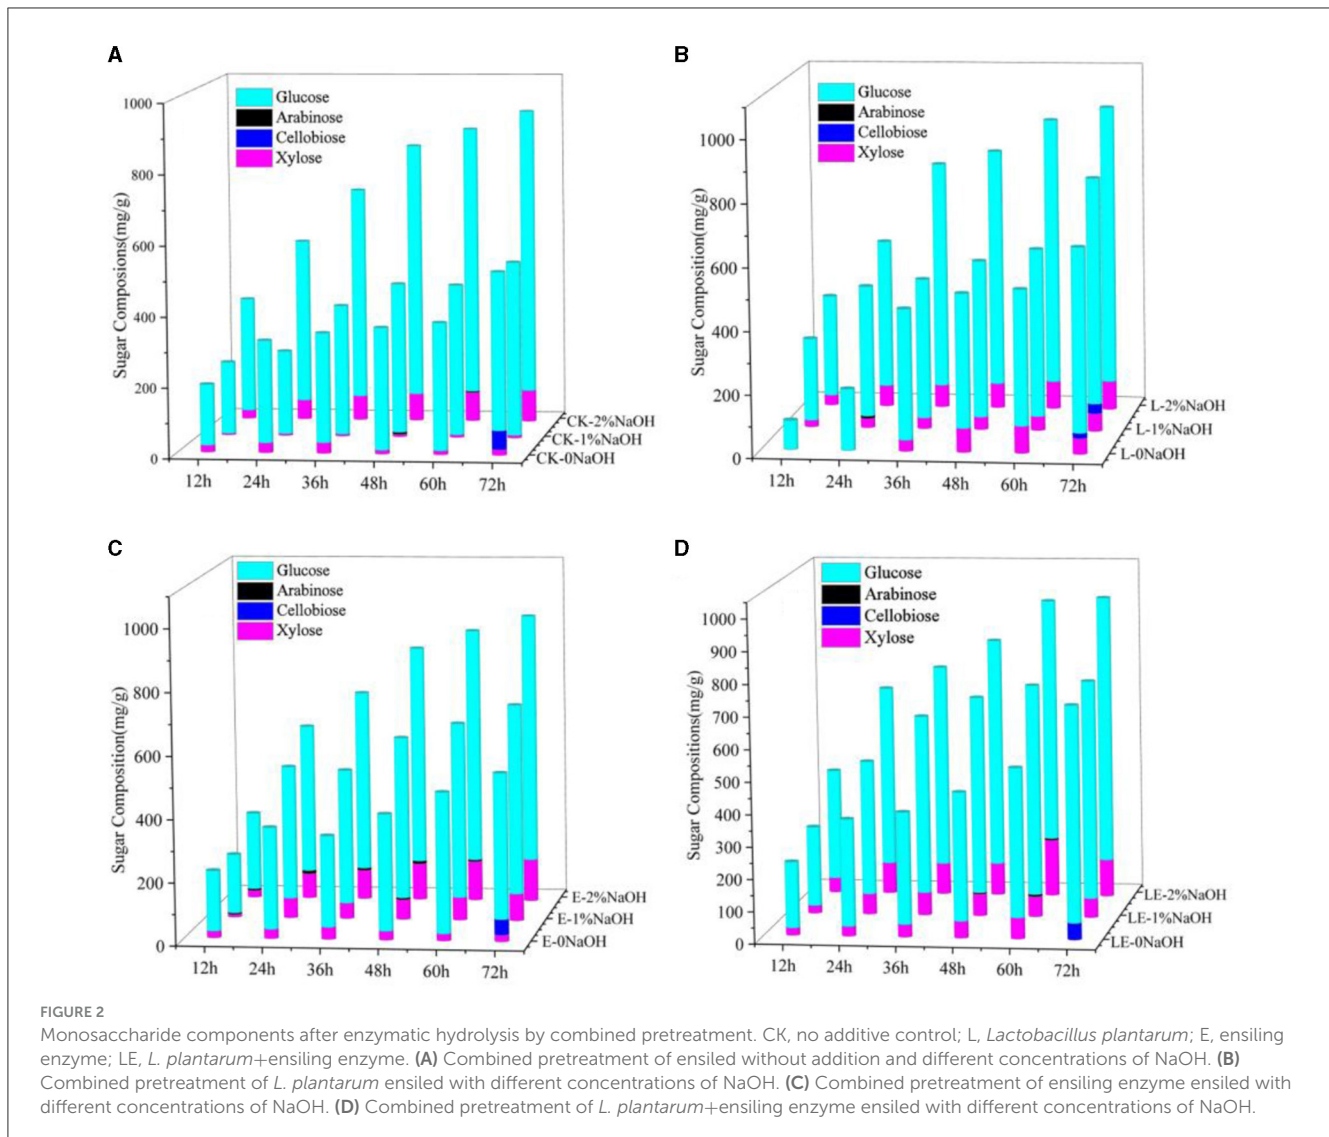 A
Glucose
Arabinose
Cellobiose
Xylose
Sugar Composions(mg/g)
1000
800
600
400
200
0
12h
24h
36h
48h
60h
72h
CK-2%NaOH
CK-1%NaOH
CK-0NaOH
B
Glucose
Arabinose
Cellobiose
Xylose
Sugar Composition(mg/g)
1000
800
600
400
200
0
12h
24h
36h
48h
60h
72h
L-2%NaOH
L-1%NaOH
L-0NaOH
C
Glucose
Arabinose
Cellobiose
Xylose
Sugar Composition(mg/g)
1000
800
600
400
200
0
12h
24h
36h
48h
60h
72h
E-2%NaOH
E-1%NaOH
E-0NaOH
D
Glucose
Arabinose
Cellobiose
Xylose
Sugar Compositions(mg/g)
1000
900
800
700
600
500
400
300
200
100
0
12h
24h
36h
48h
60h
72h
LE-2%NaOH
LE-1%NaOH
LE-0NaOH
FIGURE 2
Monosaccharide components after enzymatic hydrolysis by combined pretreatment. CK, no additive control; L, Lactobacillus plantarum; E, ensiling
enzyme; LE, L. plantarum+ensiling enzyme. (A) Combined pretreatment of ensiled without addition and different concentrations of NaOH. (B)
Combined pretreatment of L. plantarum ensiled with different concentrations of NaOH. (C) Combined pretreatment of ensiling enzyme ensiled with
different concentrations of NaOH. (D) Combined pretreatment of L. plantarum+ensiling enzyme ensiled with different concentrations of NaOH.